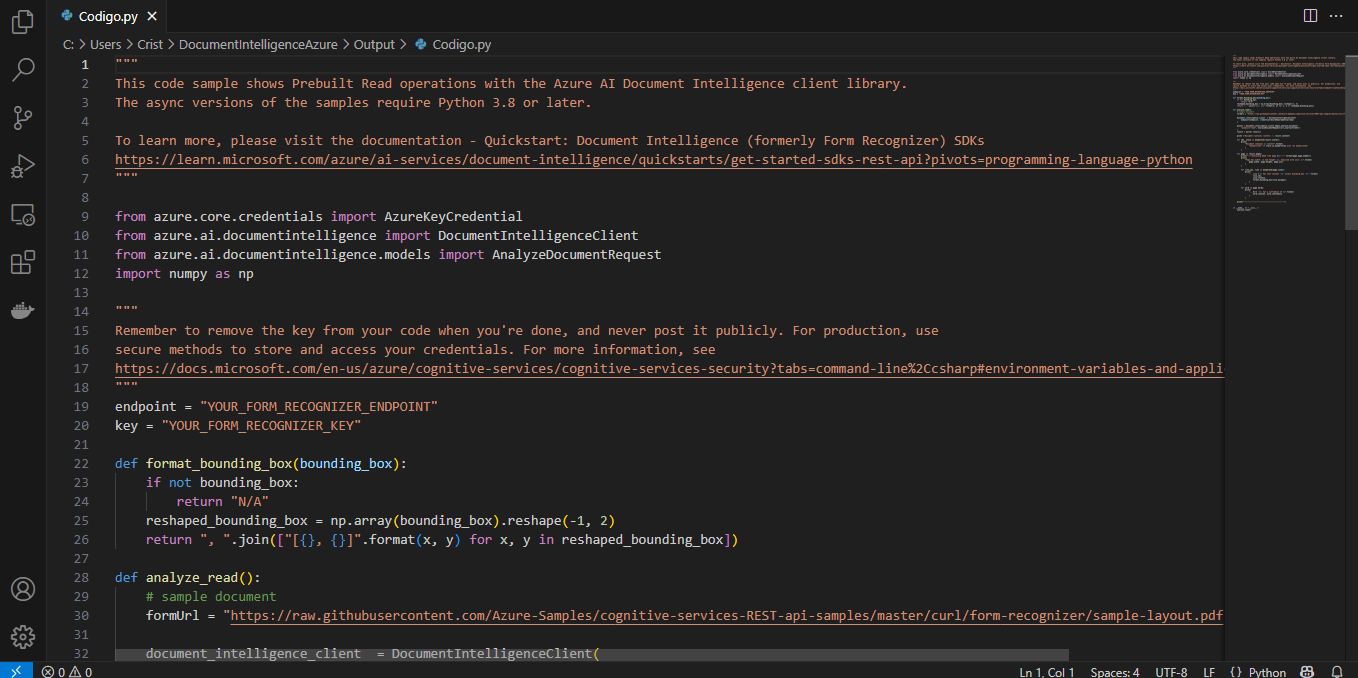 Codigo.py
C: > Users > Crist > DocumentIntelligenceAzure > Output > Codigo.py
1 """
2 This code sample shows Prebuilt Read operations with the Azure AI Document Intelligence client library.
3 The async versions of the samples require Python 3.8 or later.
4
5 To learn more, please visit the documentation - Quickstart: Document Intelligence (formerly Form Recognizer) SDKs
6 https://learn.microsoft.com/azure/ai-services/document-intelligence/quickstarts/get-started-sdks-rest-api?pivots=programming-language-python
7 """
8
9 from azure.core.credentials import AzureKeyCredential
10 from azure.ai.documentintelligence import DocumentIntelligenceClient
11 from azure.ai.documentintelligence.models import AnalyzeDocumentRequest
12 import numpy as np
13
14 """
15 Remember to remove the key from your code when you're done, and never post it publicly. For production, use
16 secure methods to store and access your credentials. For more information, see
17 https://docs.microsoft.com/en-us/azure/cognitive-services/cognitive-services-security?tabs=command-line%2Ccsharp#environment-variables-and-appli
18 """
19 endpoint = "YOUR_FORM_RECOGNIZER_ENDPOINT"
20 key = "YOUR_FORM_RECOGNIZER_KEY"
21
22 def format_bounding_box(bounding_box):
23     if not bounding_box:
24         return "N/A"
25     reshaped_bounding_box = np.array(bounding_box).reshape(-1, 2)
26     return ", ".join(["[{}, {}]".format(x, y) for x, y in reshaped_bounding_box])
27
28 def analyze_read():
29     # sample document
30     formUrl = "https://raw.githubusercontent.com/Azure-Samples/cognitive-services-REST-api-samples/master/curl/form-recognizer/sample-layout.pdf
31
32     document_intelligence_client  = DocumentIntelligenceClient(
0 0 Ln 1, Col 1 Spaces: 4 UTF-8 LF {} Python